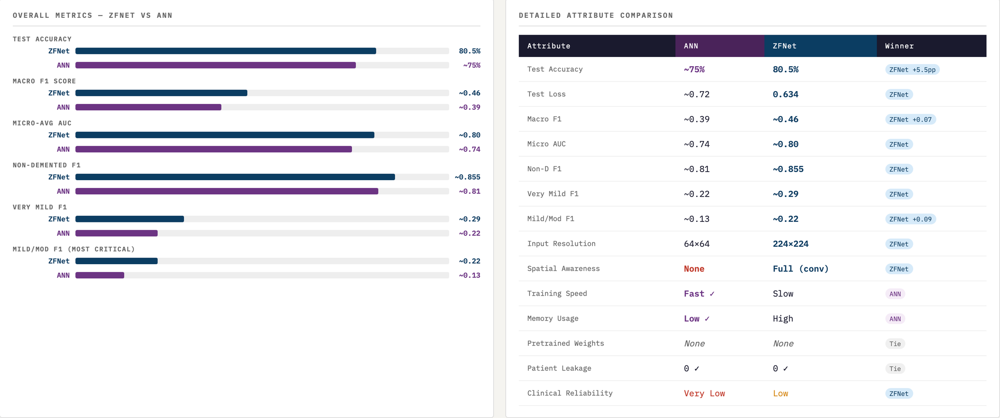 OVERALL METRICS — ZFNET VS ANN
TEST ACCURACY
ZFNet 80.5%
ANN ~75%
MACRO F1 SCORE
ZFNet ~0.46
ANN ~0.39
MICRO-AVG AUC
ZFNet ~0.80
ANN ~0.74
NON-DEMENTED F1
ZFNet ~0.855
ANN ~0.81
VERY MILD F1
ZFNet ~0.29
ANN ~0.22
MILD/MOD F1 (MOST CRITICAL)
ZFNet ~0.22
ANN ~0.13
DETAILED ATTRIBUTE COMPARISON
Attribute ANN ZFNet Winner
Test Accuracy ~75% 80.5% ZFNet +5.5pp
Test Loss ~0.72 0.634 ZFNet
Macro F1 ~0.39 ~0.46 ZFNet +0.07
Micro AUC ~0.74 ~0.80 ZFNet
Non-D F1 ~0.81 ~0.855 ZFNet
Very Mild F1 ~0.22 ~0.29 ZFNet
Mild/Mod F1 ~0.13 ~0.22 ZFNet +0.09
Input Resolution 64×64 224×224 ZFNet
Spatial Awareness None Full (conv) ZFNet
Training Speed Fast ✓ Slow ANN
Memory Usage Low ✓ High ANN
Pretrained Weights None None Tie
Patient Leakage 0 ✓ 0 ✓ Tie
Clinical Reliability Very Low Low ZFNet